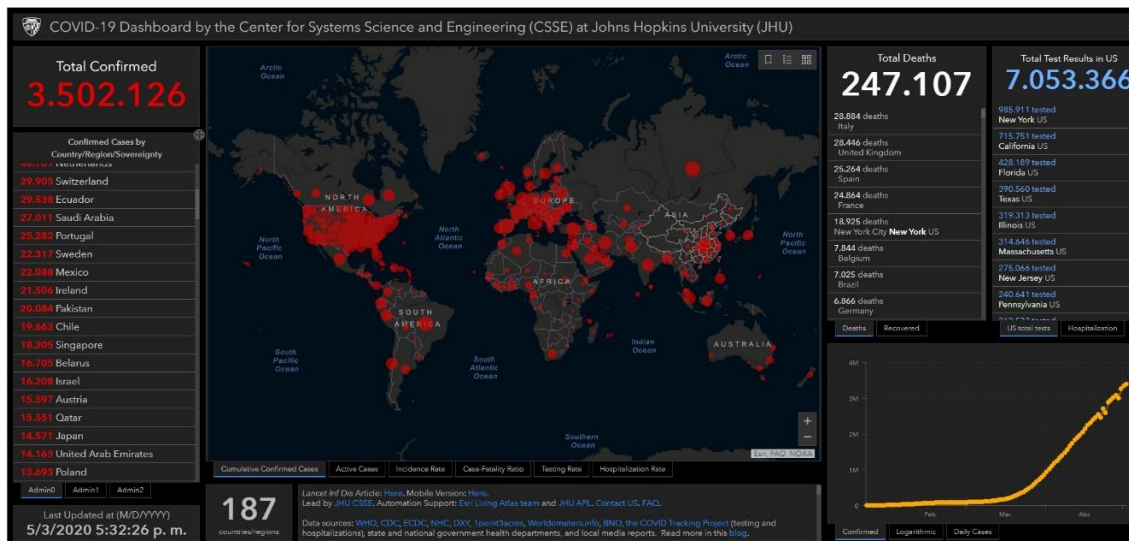 COVID-19 Dashboard by the Center for Systems Science and Engineering (CSSE) at Johns Hopkins University (JHU)
Total Confirmed
3.502.126
Confirmed Cases by
Country/Region/Sovereignty
Netherlands
29.905 Switzerland
29.538 Ecuador
27.011 Saudi Arabia
25.282 Portugal
22.317 Sweden
22.088 Mexico
21.506 Ireland
20.084 Pakistan
19.663 Chile
18.205 Singapore
16.705 Belarus
16.208 Israel
15.597 Austria
15.551 Qatar
14.571 Japan
14.163 United Arab Emirates
13.693 Poland
Admin0 Admin1 Admin2
Last Updated at (M/D/YYYY)
5/3/2020 5:32:26 p. m.
Arctic
Ocean
Arctic
Ocean
NORTH
AMERICA
EUROPE
ASIA
North
Pacific
Ocean
North
Atlantic
Ocean
North
Pacific
Ocean
AFRICA
SOUTH
AMERICA
South
Pacific
Ocean
South
Atlantic
Ocean
Indian
Ocean
AUSTRALIA
Southern
Ocean
+
−
Esri, FAO, NOAA
Cumulative Confirmed Cases Active Cases Incidence Rate Case-Fatality Ratio Testing Rate Hospitalization Rate
187
countries/regions
Lancet Inf Dis Article: Here. Mobile Version: Here.
Lead by JHU CSSE. Automation Support: Esri Living Atlas team and JHU APL. Contact US. FAQ.
Data sources: WHO, CDC, ECDC, NHC, DXY, 1point3acres, Worldometers.info, BNO, the COVID Tracking Project (testing and
hospitalizations), state and national government health departments, and local media reports. Read more in this blog.
Total Deaths
247.107
28.884 deaths
Italy
28.446 deaths
United Kingdom
25.264 deaths
Spain
24.864 deaths
France
18.925 deaths
New York City New York US
7.844 deaths
Belgium
7.025 deaths
Brazil
6.866 deaths
Germany
Deaths Recovered
Total Test Results in US
7.053.366
985.911 tested
New York US
715.751 tested
California US
428.189 tested
Florida US
390.560 tested
Texas US
319.313 tested
Illinois US
314.646 tested
Massachusetts US
275.066 tested
New Jersey US
240.641 tested
Pennsylvania US
US total tests Hospitalization
4M
3M
2M
1M
0
Feb. Mar. Abr.
Confirmed Logarithmic Daily Cases